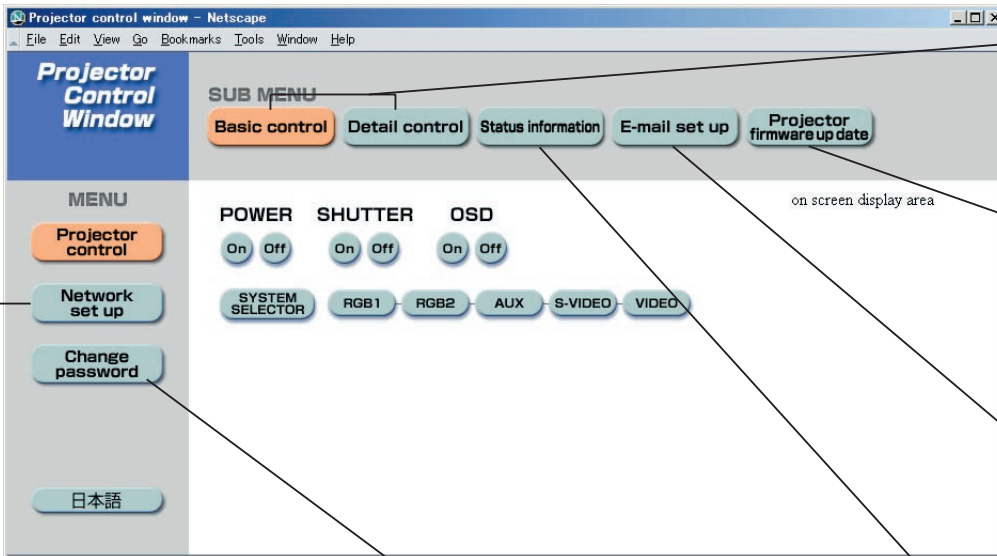 Projector control window - Netscape
File Edit View Go Bookmarks Tools Window Help
Projector
Control
Window
SUB MENU
Basic control Detail control Status information E-mail set up Projector
firmware up date
MENU
Projector
control
Network
set up
Change
password
日本語
POWER SHUTTER OSD
On Off On Off On Off
SYSTEM
SELECTOR RGB1 RGB2 AUX S-VIDEO VIDEO
on screen display area